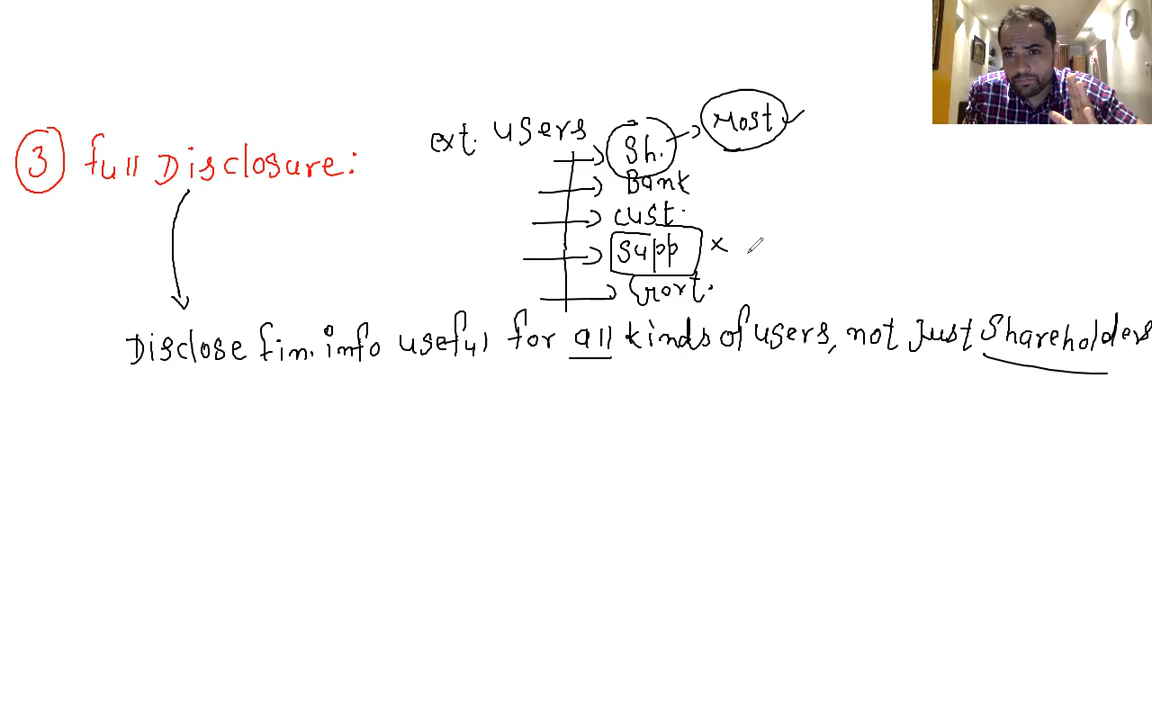 ext. users
Sh. → Most ✓
③ full Disclosure:
Bank
cust.
supp ×
Govt.
Disclose fin. info useful for all kinds of users, not just Shareholders